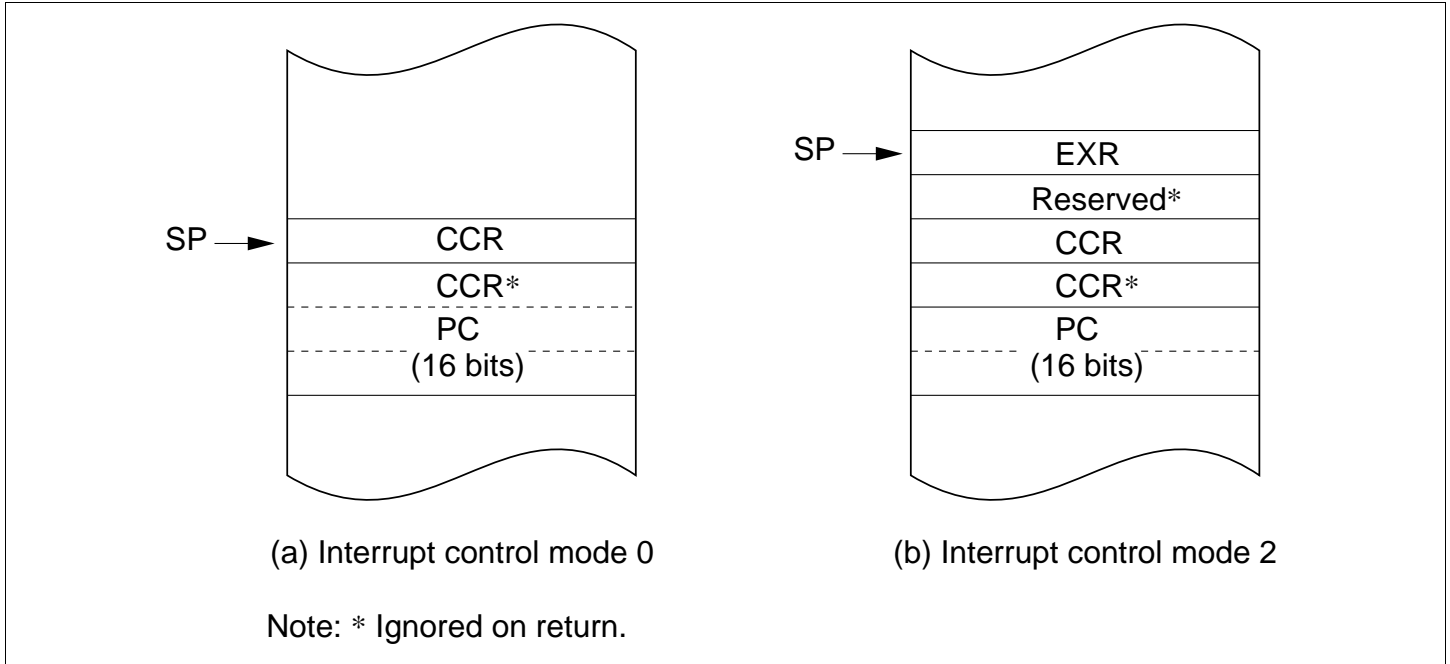 SP
CCR
CCR*
PC
(16 bits)
(a) Interrupt control mode 0
SP
EXR
Reserved*
CCR
CCR*
PC
(16 bits)
(b) Interrupt control mode 2
Note: * Ignored on return.